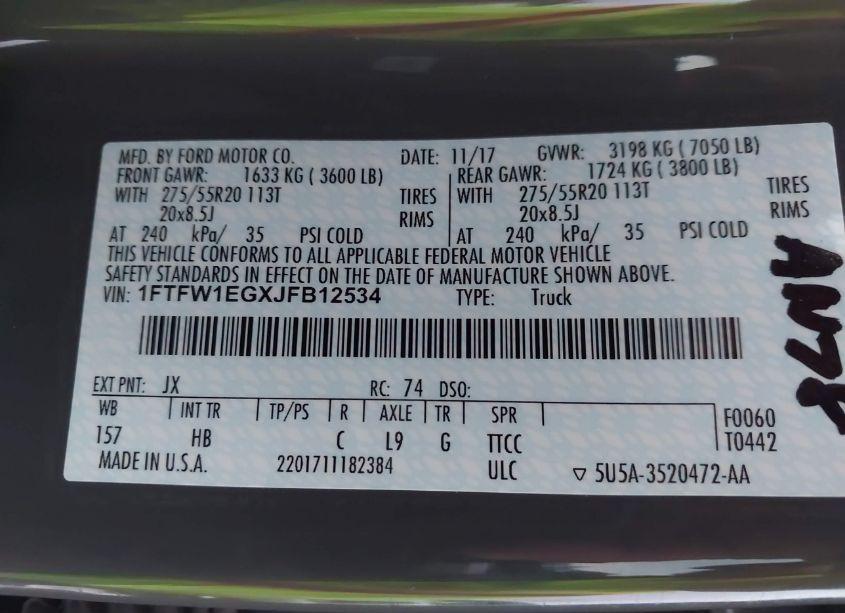 MFD. BY FORD MOTOR CO. DATE: 11/17 GVWR: 3198 KG ( 7050 LB)
FRONT GAWR: 1633 KG ( 3600 LB) REAR GAWR: 1724 KG ( 3800 LB)
WITH 275/55R20 113T TIRES WITH 275/55R20 113T TIRES
20x8.5J RIMS 20x8.5J RIMS
AT 240 kPa/ 35 PSI COLD AT 240 kPa/ 35 PSI COLD
THIS VEHICLE CONFORMS TO ALL APPLICABLE FEDERAL MOTOR VEHICLE
SAFETY STANDARDS IN EFFECT ON THE DATE OF MANUFACTURE SHOWN ABOVE.
VIN: 1FTFW1EGXJFB12534 TYPE: Truck
EXT PNT: JX RC: 74 DSO:
WB INT TR TP/PS R AXLE TR SPR F0060
157 HB C L9 G TTCC T0442
MADE IN U.S.A. 2201711182384 ULC ▽ 5U5A-3520472-AA